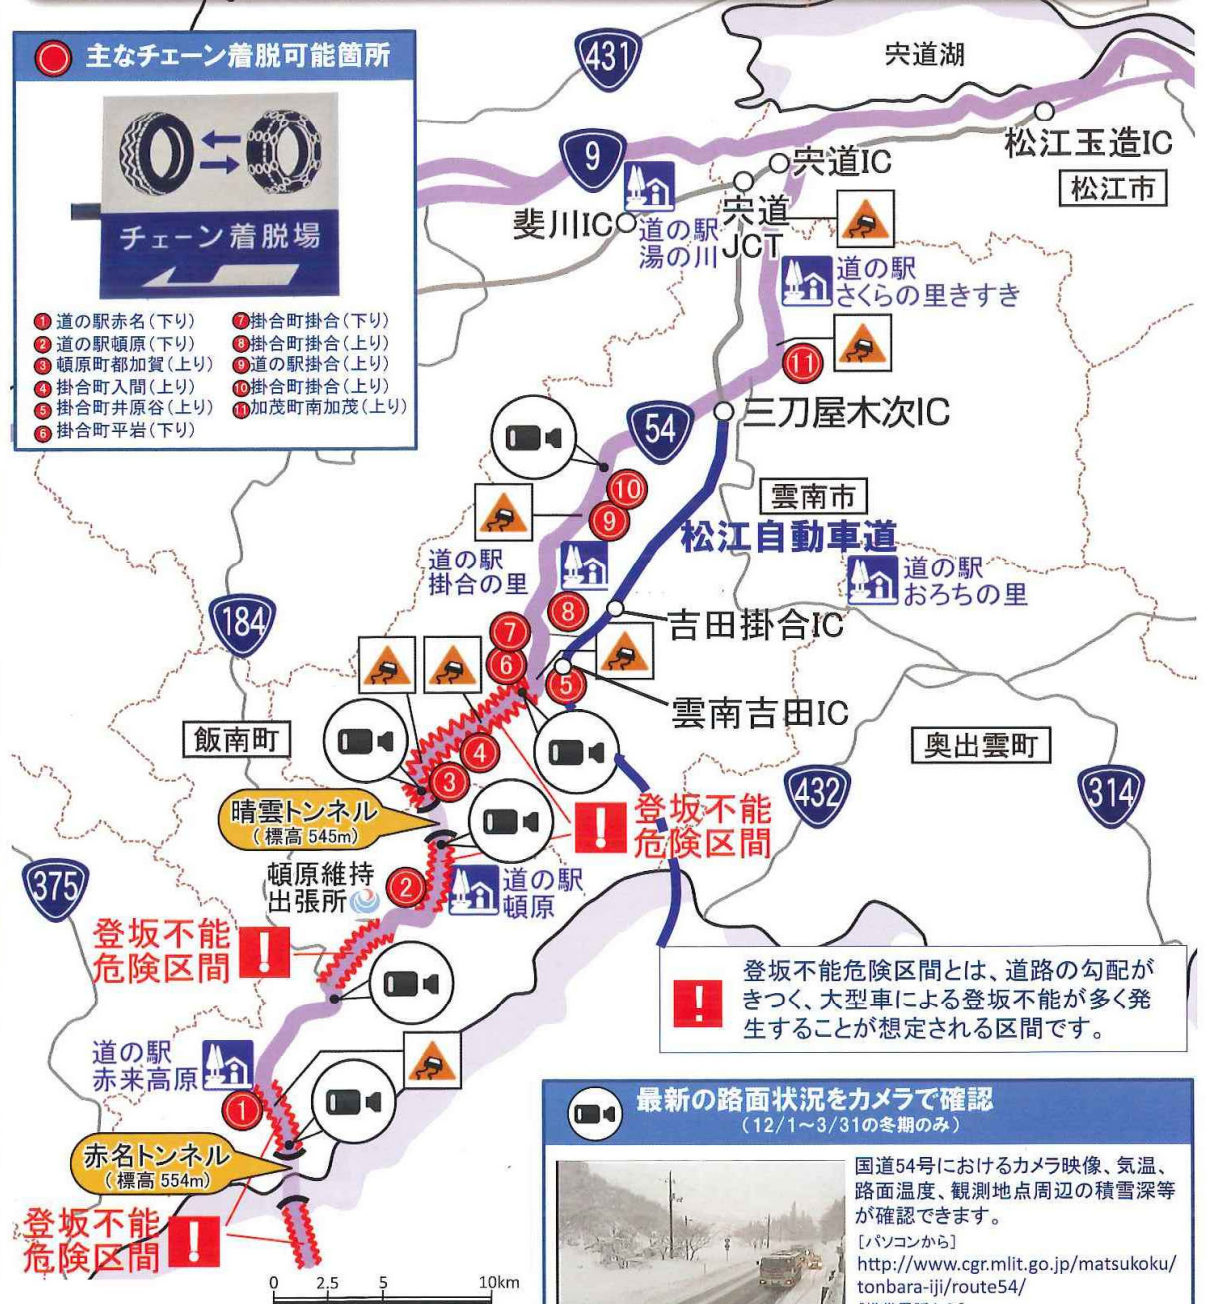 主なチェーン着脱可能箇所
チェーン着脱場
1 道の駅赤名(下り)
2 道の駅頓原(下り)
3 頓原町都加賀(上り)
4 掛合町入間(上り)
5 掛合町井原谷(上り)
6 掛合町平岩(下り)
7 掛合町掛合(下り)
8 掛合町掛合(上り)
9 道の駅掛合(上り)
10 掛合町掛合(上り)
11 加茂町南加茂(上り)
431
宍道湖
9
松江玉造IC
松江市
宍道IC
斐川IC
道の駅
湯の川
宍道
JCT
道の駅
さくらの里きすき
11
三刀屋木次IC
54
10
9
雲南市
松江自動車道
道の駅
掛合の里
道の駅
おろちの里
184
8
7
6
5
吉田掛合IC
雲南吉田IC
飯南町
奥出雲町
4
3
432
314
晴雲トンネル
(標高 545m)
!
登坂不能
危険区間
375
頓原維持
出張所
2
道の駅
頓原
登坂不能
危険区間
!
!
登坂不能危険区間とは、道路の勾配が
きつく、大型車による登坂不能が多く発
生することが想定される区間です。
道の駅
赤来高原
1
赤名トンネル
(標高 554m)
登坂不能
危険区間
!
0 2.5 5 10km
最新の路面状況をカメラで確認
(12/1~3/31の冬期のみ)
国道54号におけるカメラ映像、気温、
路面温度、観測地点周辺の積雪深等
が確認できます。
[パソコンから]
http://www.cgr.mlit.go.jp/matsukoku/
tonbara-iji/route54/